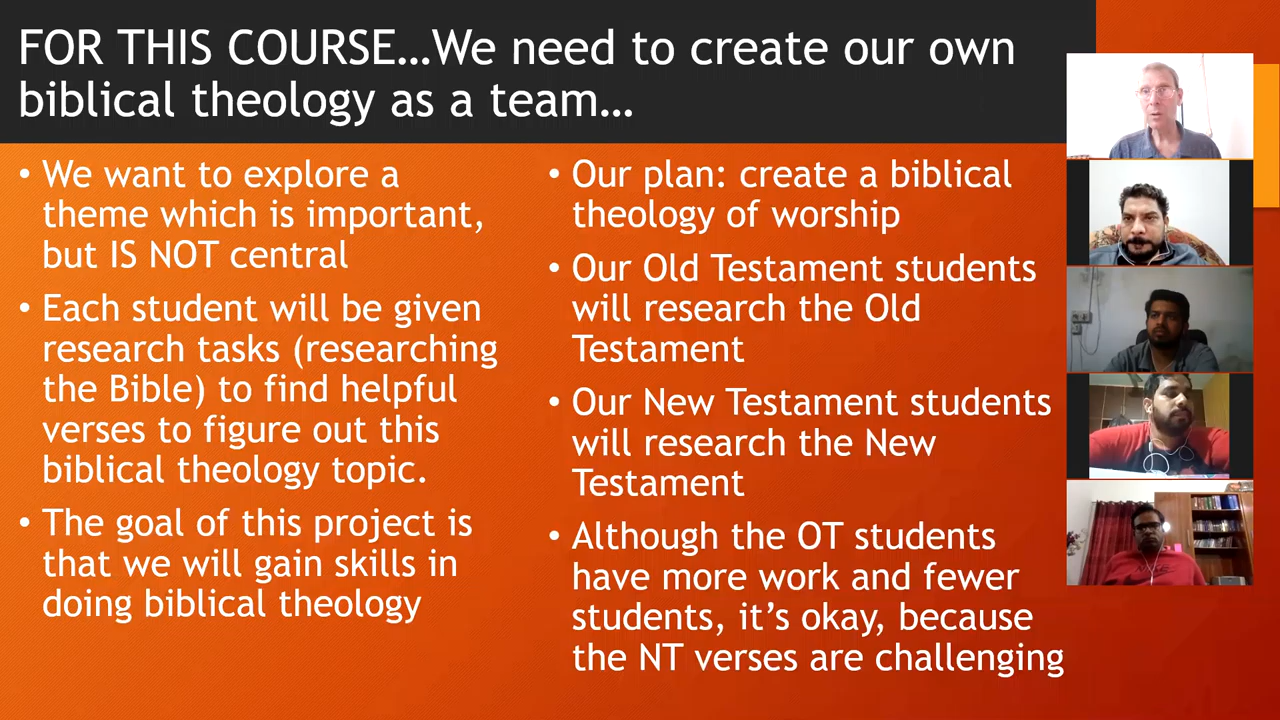 FOR THIS COURSE…We need to create our own
biblical theology as a team…
• We want to explore a
theme which is important,
but IS NOT central
• Each student will be given
research tasks (researching
the Bible) to find helpful
verses to figure out this
biblical theology topic.
• The goal of this project is
that we will gain skills in
doing biblical theology
• Our plan: create a biblical
theology of worship
• Our Old Testament students
will research the Old
Testament
• Our New Testament students
will research the New
Testament
• Although the OT students
have more work and fewer
students, it’s okay, because
the NT verses are challenging